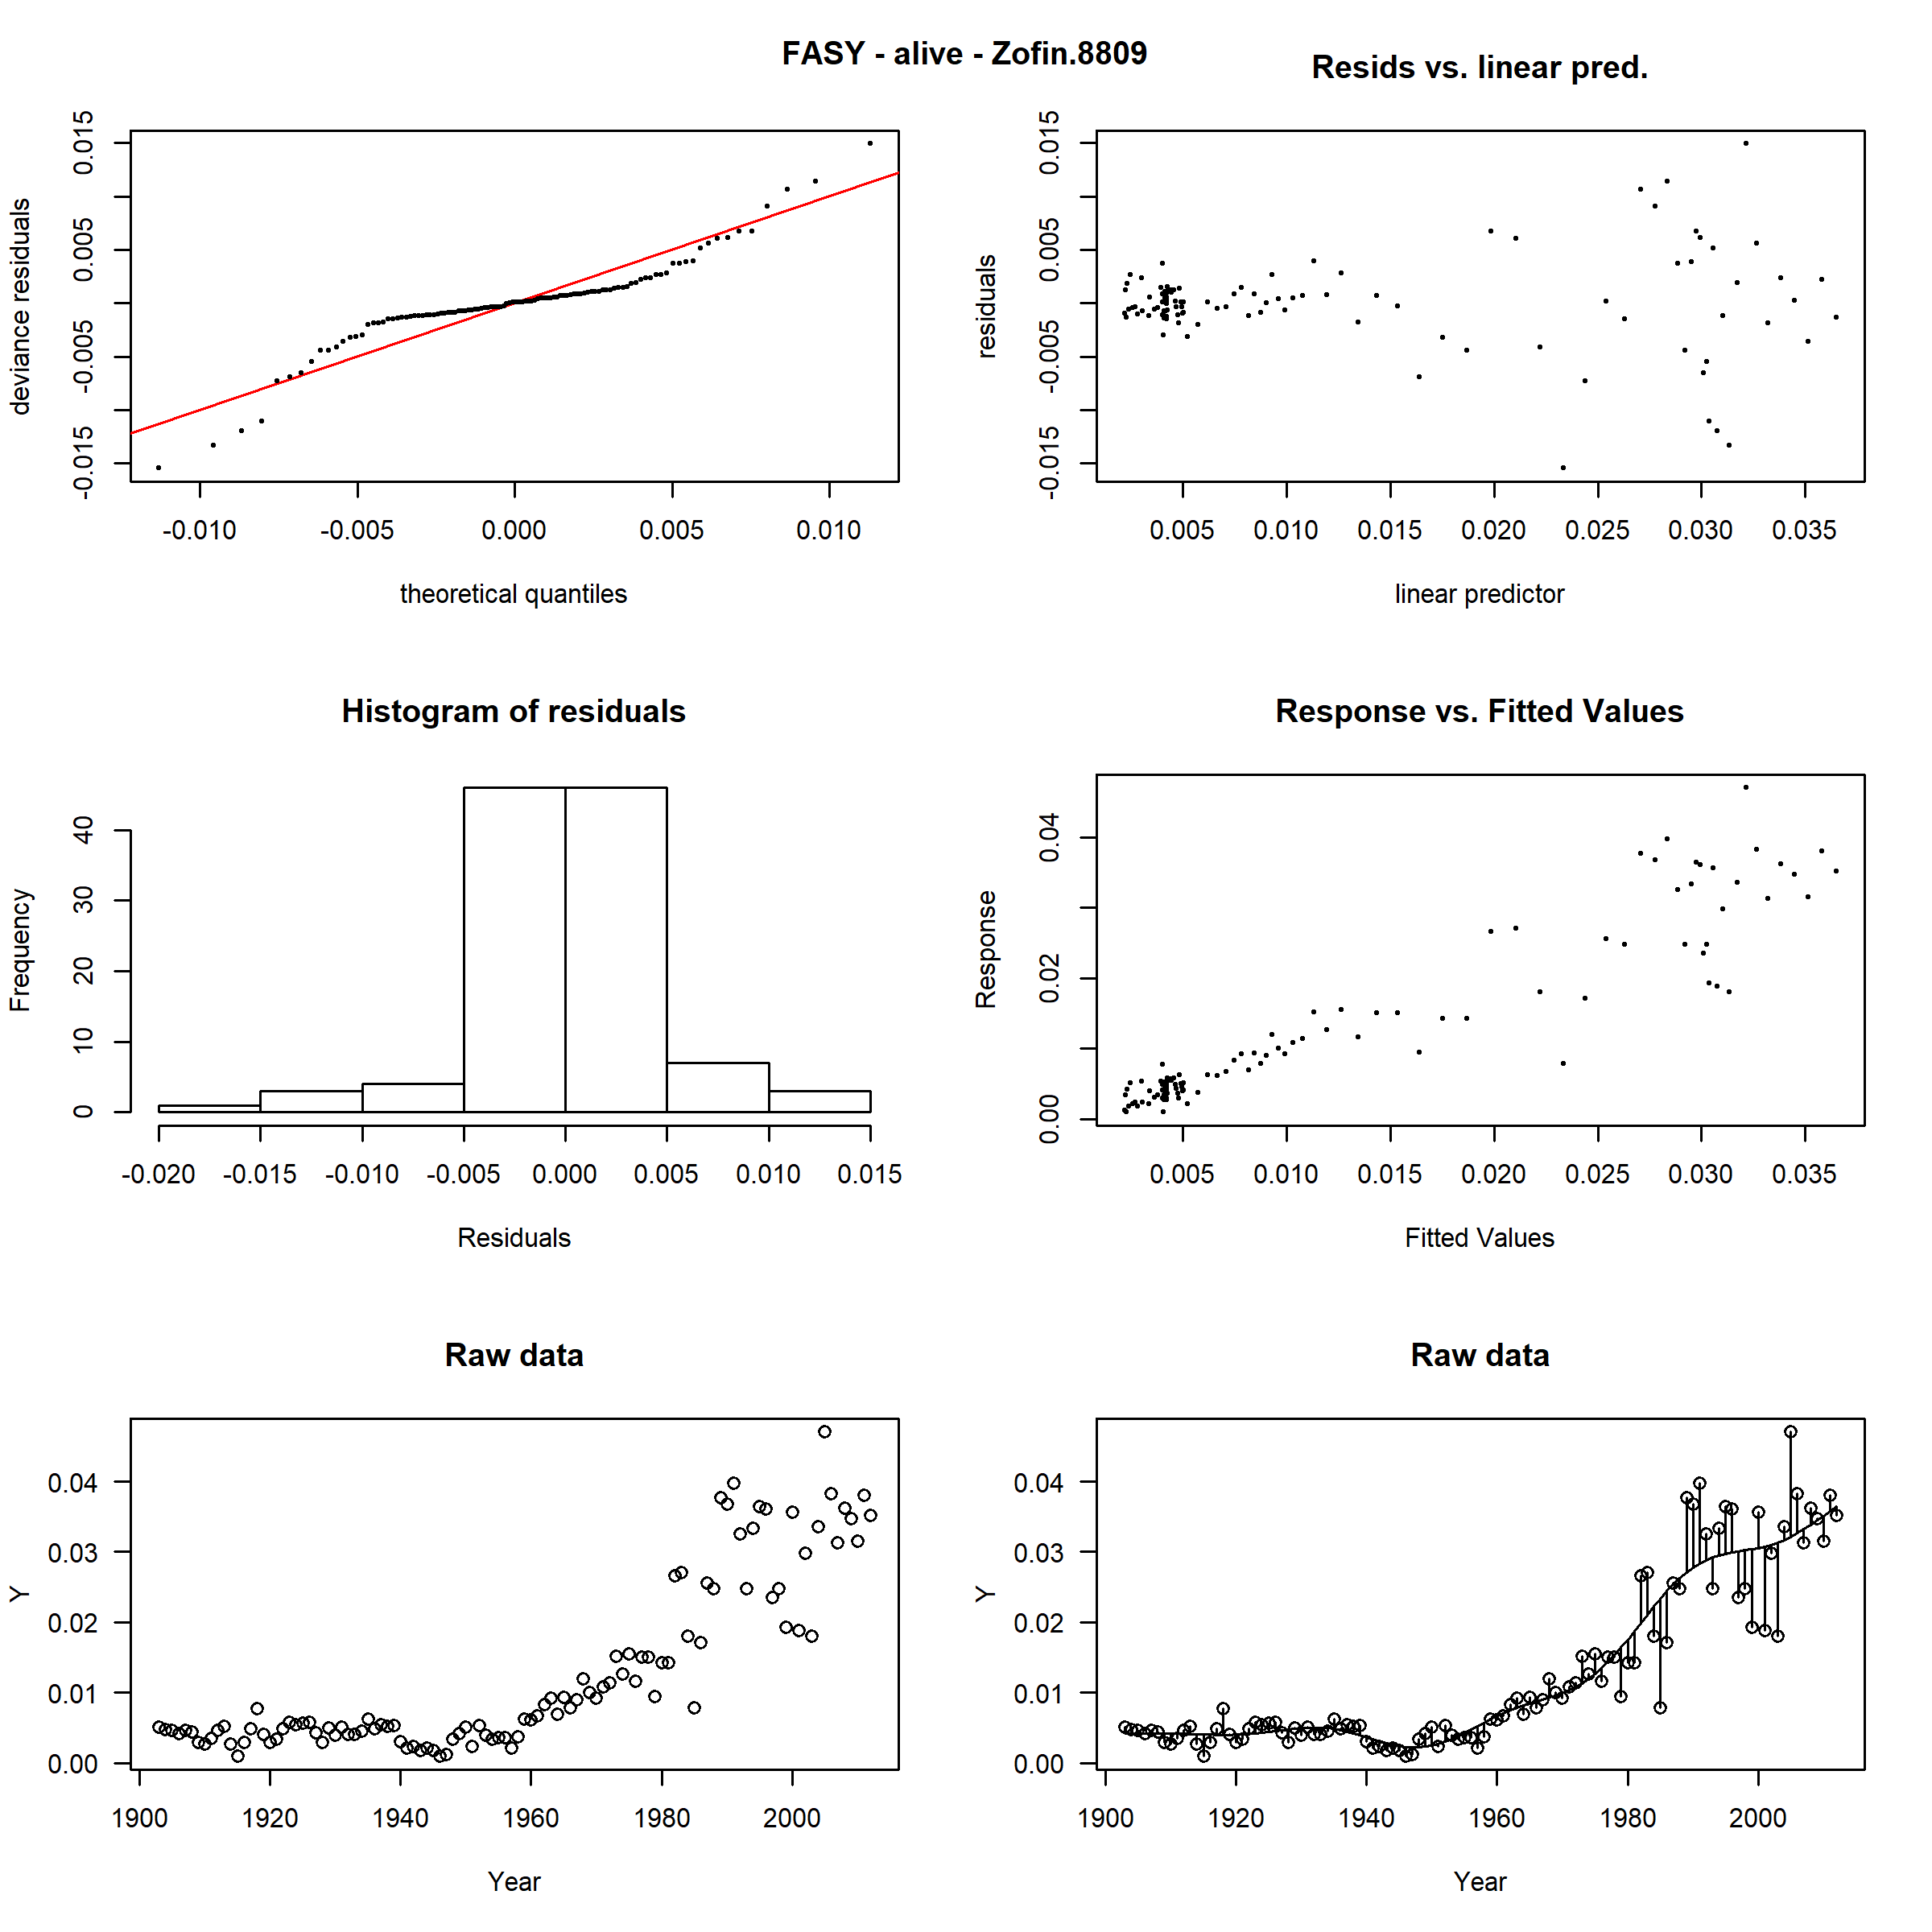 FASY - alive - Zofin.8809
Resids vs. linear pred.
deviance residuals
-0.015 -0.005 0.005 0.015
-0.010 -0.005 0.000 0.005 0.010
theoretical quantiles
residuals
-0.015 -0.005 0.005 0.015
0.005 0.010 0.015 0.020 0.025 0.030 0.035
linear predictor
Histogram of residuals
Frequency
0 10 20 30 40
-0.020 -0.015 -0.010 -0.005 0.000 0.005 0.010 0.015
Residuals
Response vs. Fitted Values
Response
0.00 0.02 0.04
0.005 0.010 0.015 0.020 0.025 0.030 0.035
Fitted Values
Raw data
Y
0.04
0.03
0.02
0.01
0.00
1900 1920 1940 1960 1980 2000
Year
Raw data
Y
0.04
0.03
0.02
0.01
0.00
1900 1920 1940 1960 1980 2000
Year